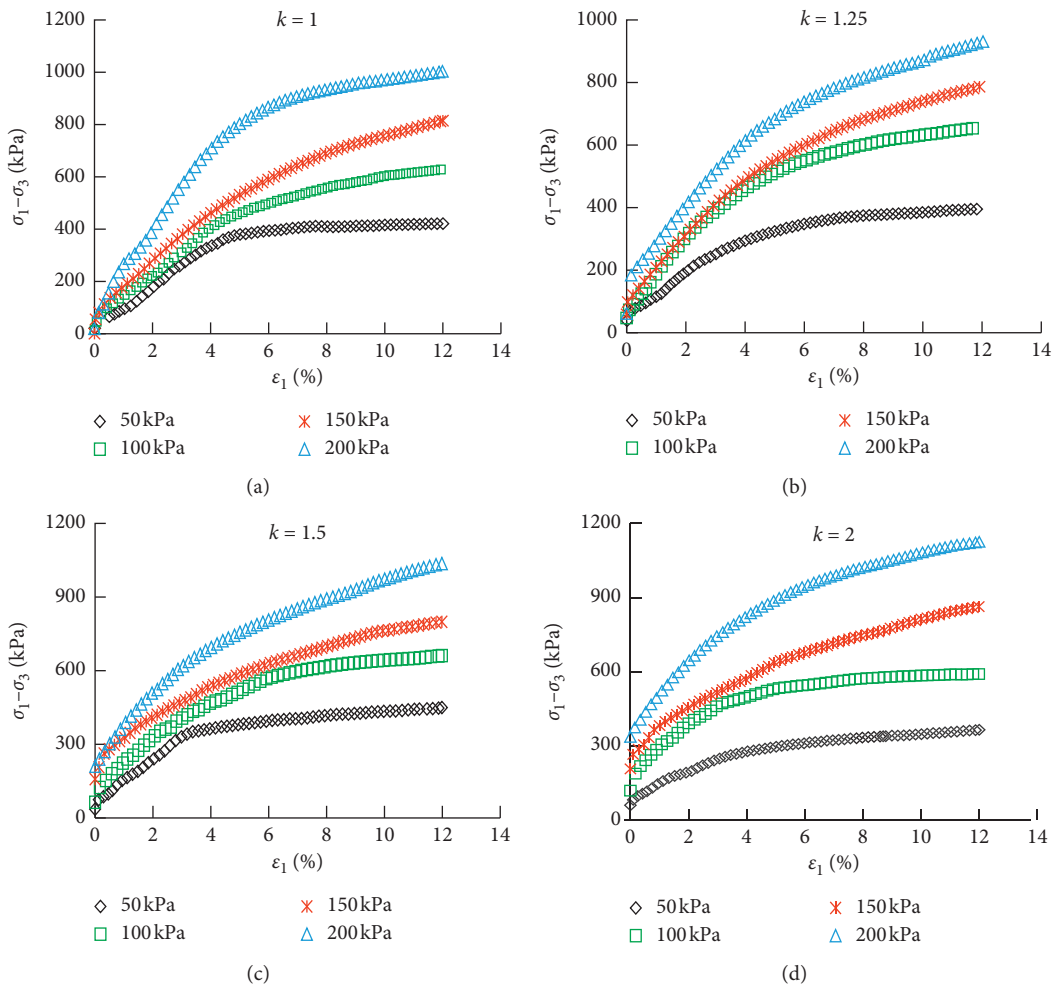 k = 1
σ1–σ3 (kPa)
1200
1000
800
600
400
200
0
0 2 4 6 8 10 12 14
ε1 (%)
50 kPa 150 kPa
100 kPa 200 kPa
(a)
k = 1.25
σ1–σ3 (kPa)
1000
800
600
400
200
0
0 2 4 6 8 10 12 14
ε1 (%)
50 kPa 150 kPa
100 kPa 200 kPa
(b)
k = 1.5
σ1–σ3 (kPa)
1200
900
600
300
0
0 2 4 6 8 10 12 14
ε1 (%)
50 kPa 150 kPa
100 kPa 200 kPa
(c)
k = 2
σ1–σ3 (kPa)
1200
900
600
300
0
0 2 4 6 8 10 12 14
ε1 (%)
50 kPa 150 kPa
100 kPa 200 kPa
(d)